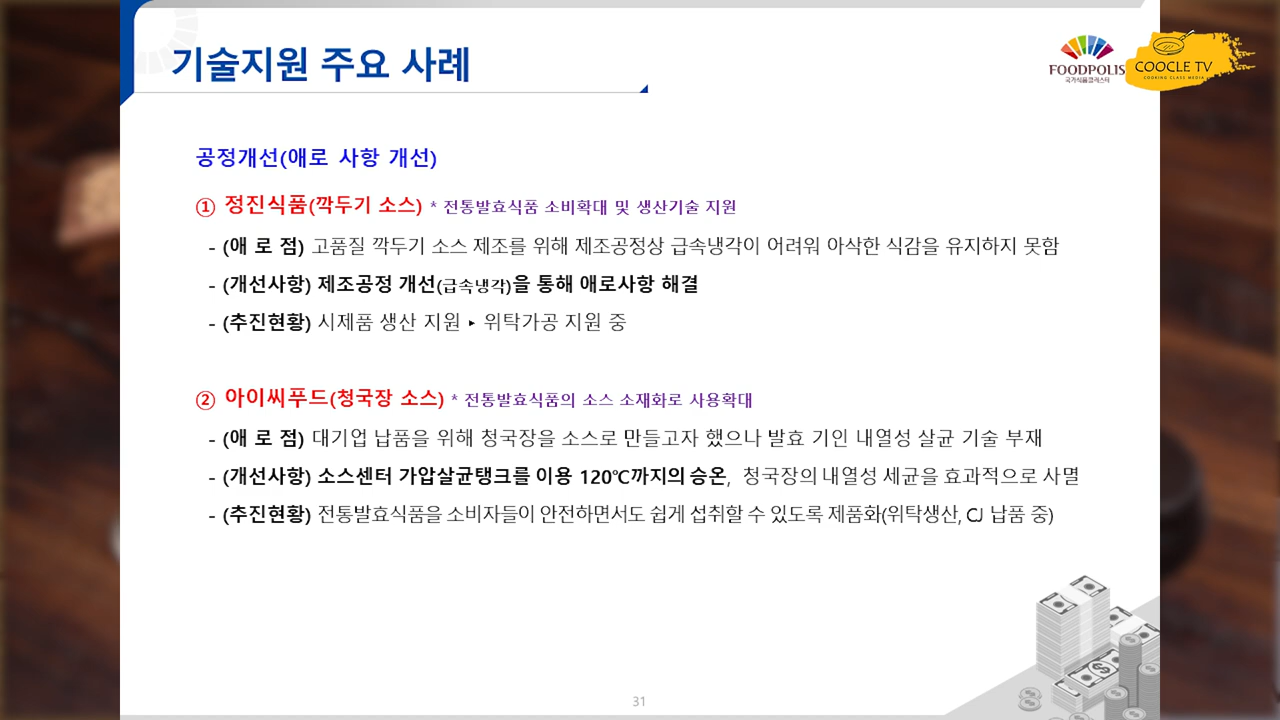 기술지원 주요 사례
FOODPOLIS
국가식품클러스터
COOCLE TV
COOKING CLASS MEDIA
공정개선(애로 사항 개선)
① 정진식품(깍두기 소스) * 전통발효식품 소비확대 및 생산기술 지원
- (애 로 점) 고품질 깍두기 소스 제조를 위해 제조공정상 급속냉각이 어려워 아삭한 식감을 유지하지 못함
- (개선사항) 제조공정 개선(급속냉각)을 통해 애로사항 해결
- (추진현황) 시제품 생산 지원 ▸ 위탁가공 지원 중
② 아이씨푸드(청국장 소스) * 전통발효식품의 소스 소재화로 사용확대
- (애 로 점) 대기업 납품을 위해 청국장을 소스로 만들고자 했으나 발효 기인 내열성 살균 기술 부재
- (개선사항) 소스센터 가압살균탱크를 이용 120℃까지의 승온, 청국장의 내열성 세균을 효과적으로 사멸
- (추진현황) 전통발효식품을 소비자들이 안전하면서도 쉽게 섭취할 수 있도록 제품화(위탁생산, CJ 납품 중)
31